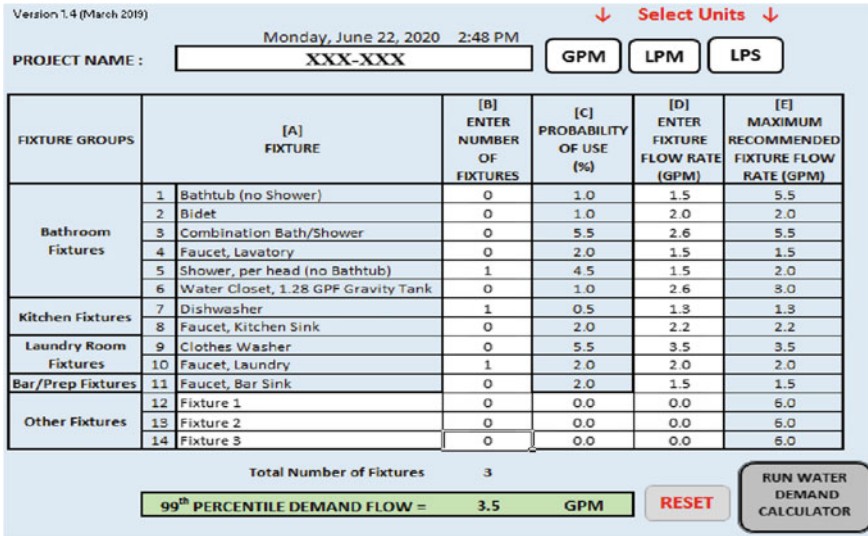 Version 1.4 (March 2019)
↓ Select Units ↓
Monday, June 22, 2020 2:48 PM
PROJECT NAME : XXX-XXX GPM LPM LPS
FIXTURE GROUPS [A] FIXTURE [B] ENTER NUMBER OF FIXTURES [C] PROBABILITY OF USE (%) [D] ENTER FIXTURE FLOW RATE (GPM) [E] MAXIMUM RECOMMENDED FIXTURE FLOW RATE (GPM)
Bathroom Fixtures
1 Bathtub (no Shower) 0 1.0 1.5 5.5
2 Bidet 0 1.0 2.0 2.0
3 Combination Bath/Shower 0 5.5 2.6 5.5
4 Faucet, Lavatory 0 2.0 1.5 1.5
5 Shower, per head (no Bathtub) 1 4.5 1.5 2.0
6 Water Closet, 1.28 GPF Gravity Tank 0 1.0 2.6 3.0
Kitchen Fixtures
7 Dishwasher 1 0.5 1.3 1.3
8 Faucet, Kitchen Sink 0 2.0 2.2 2.2
Laundry Room Fixtures
9 Clothes Washer 0 5.5 3.5 3.5
10 Faucet, Laundry 1 2.0 2.0 2.0
Bar/Prep Fixtures
11 Faucet, Bar Sink 0 2.0 1.5 1.5
Other Fixtures
12 Fixture 1 0 0.0 0.0 6.0
13 Fixture 2 0 0.0 0.0 6.0
14 Fixture 3 0 0.0 0.0 6.0
Total Number of Fixtures 3
99th PERCENTILE DEMAND FLOW = 3.5 GPM
RESET
RUN WATER
DEMAND
CALCULATOR